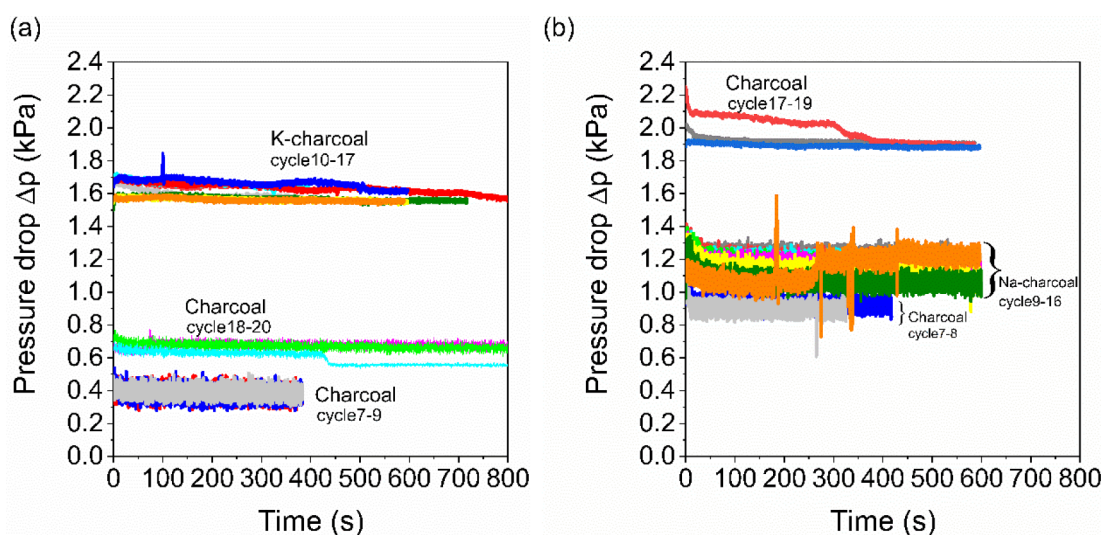 (a)
Pressure drop Δp (kPa)
2.4
2.2
2.0
1.8
1.6
1.4
1.2
1.0
0.8
0.6
0.4
0.2
0.0
K-charcoal
cycle10-17
Charcoal
cycle18-20
Charcoal
cycle7-9
0 100 200 300 400 500 600 700 800
Time (s)
(b)
Pressure drop Δp (kPa)
2.4
2.2
2.0
1.8
1.6
1.4
1.2
1.0
0.8
0.6
0.4
0.2
0.0
Charcoal
cycle17-19
Na-charcoal
cycle9-16
Charcoal
cycle7-8
0 100 200 300 400 500 600 700 800
Time (s)